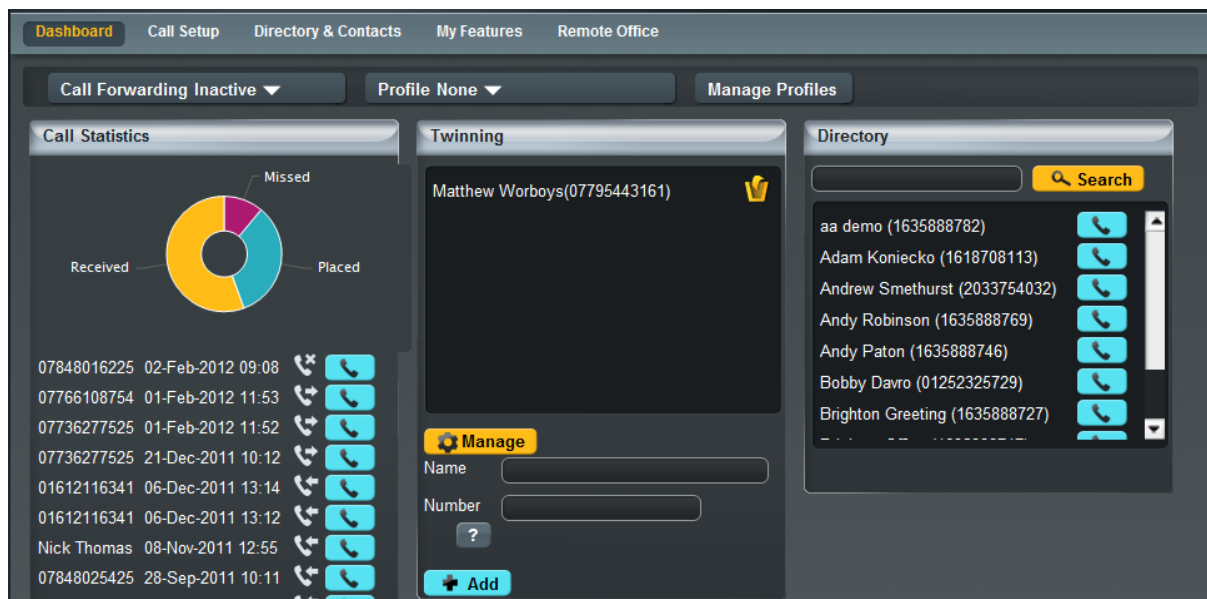 Dashboard Call Setup Directory & Contacts My Features Remote Office
Call Forwarding Inactive Profile None Manage Profiles
Call Statistics
Missed
Received
Placed
07848016225 02-Feb-2012 09:08
07766108754 01-Feb-2012 11:53
07736277525 01-Feb-2012 11:52
07736277525 21-Dec-2011 10:12
01612116341 06-Dec-2011 13:14
01612116341 06-Dec-2011 13:12
Nick Thomas 08-Nov-2011 12:55
07848025425 28-Sep-2011 10:11
Twinning
Matthew Worboys(07795443161)
Manage
Name
Number
?
Add
Directory
Search
aa demo (1635888782)
Adam Koniecko (1618708113)
Andrew Smethurst (2033754032)
Andy Robinson (1635888769)
Andy Paton (1635888746)
Bobby Davro (01252325729)
Brighton Greeting (1635888727)